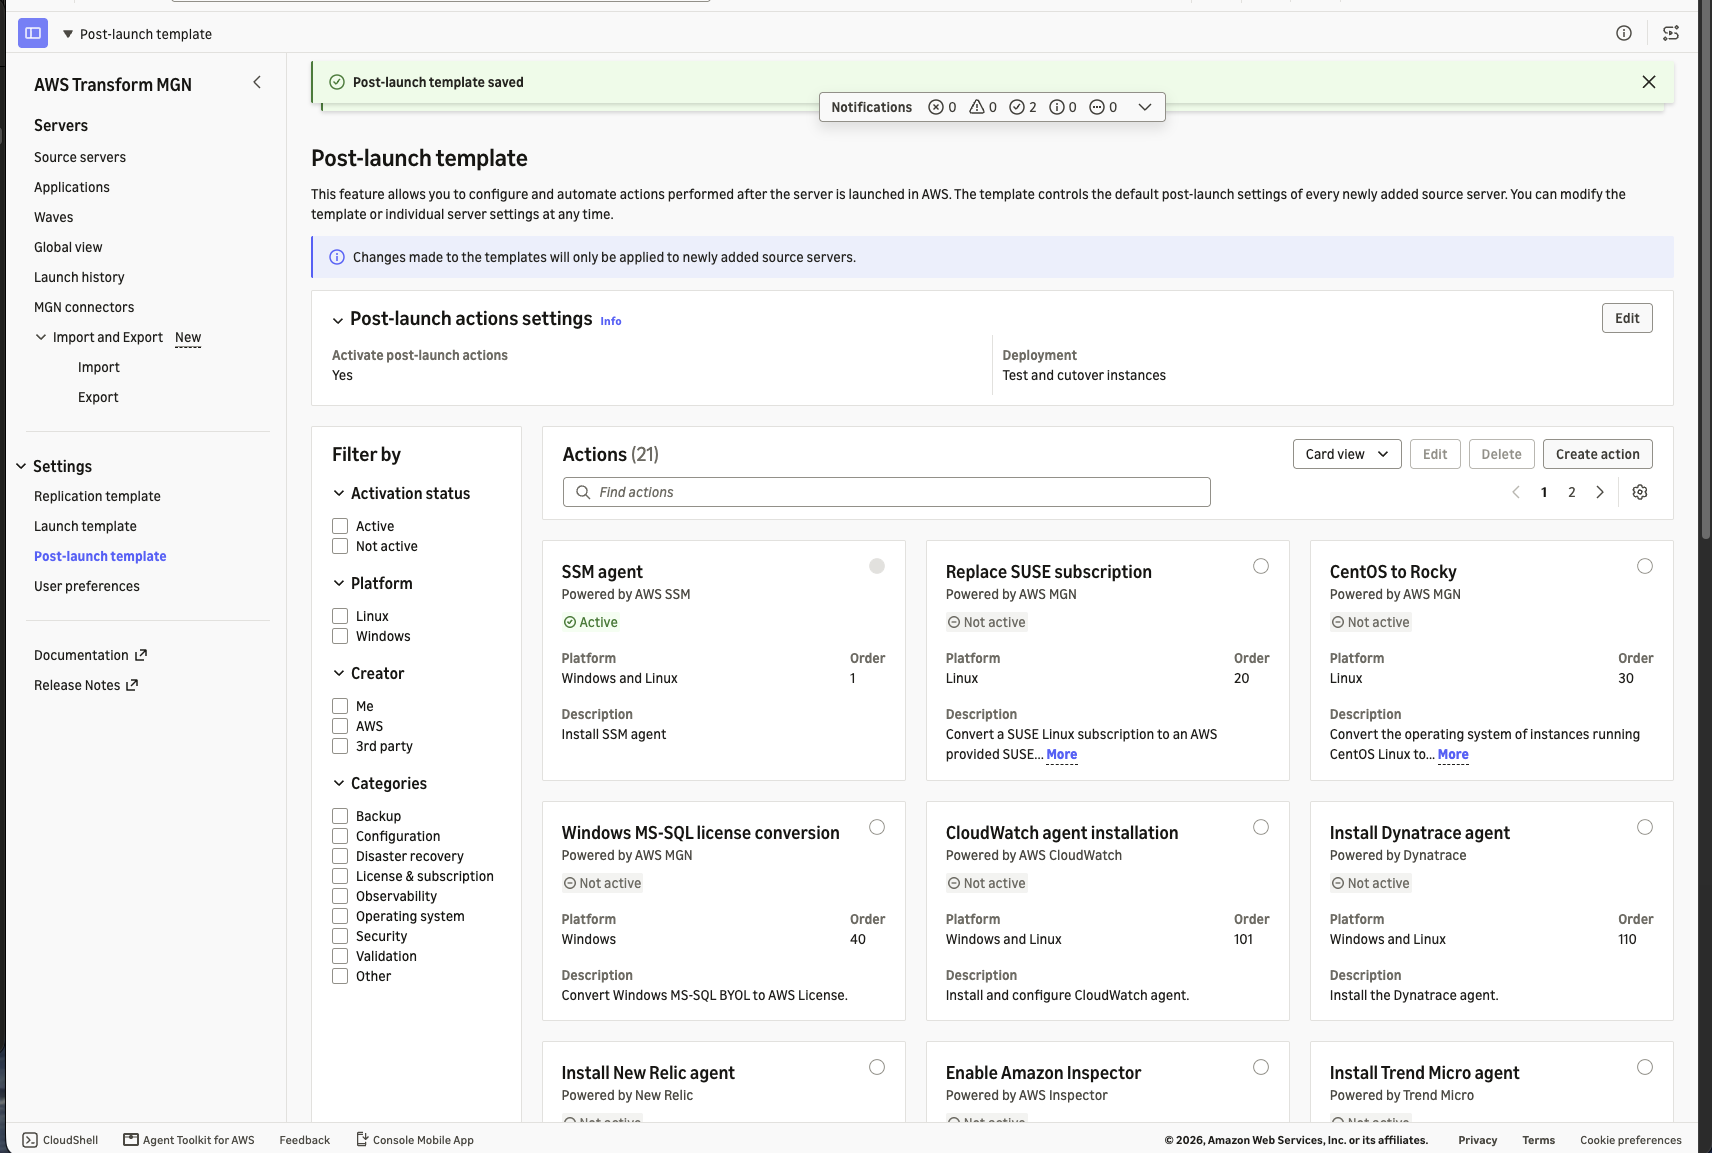 Post-launch template
AWS Transform MGN
Servers
Source servers
Applications
Waves
Global view
Launch history
MGN connectors
Import and Export New
Import
Export
Settings
Replication template
Launch template
Post-launch template
User preferences
Documentation
Release Notes
Post-launch template saved
Notifications 0 0 2 0 0
Post-launch template
This feature allows you to configure and automate actions performed after the server is launched in AWS. The template controls the default post-launch settings of every newly added source server. You can modify the
template or individual server settings at any time.
Changes made to the templates will only be applied to newly added source servers.
Post-launch actions settings Info
Edit
Activate post-launch actions
Yes
Deployment
Test and cutover instances
Filter by
Activation status
Active
Not active
Platform
Linux
Windows
Creator
Me
AWS
3rd party
Categories
Backup
Configuration
Disaster recovery
License & subscription
Observability
Operating system
Security
Validation
Other
Actions (21)
Card view
Edit
Delete
Create action
Find actions
1 2
SSM agent
Powered by AWS SSM
Active
Platform Order
Windows and Linux 1
Description
Install SSM agent
Replace SUSE subscription
Powered by AWS MGN
Not active
Platform Order
Linux 20
Description
Convert a SUSE Linux subscription to an AWS
provided SUSE... More
CentOS to Rocky
Powered by AWS MGN
Not active
Platform Order
Linux 30
Description
Convert the operating system of instances running
CentOS Linux to... More
Windows MS-SQL license conversion
Powered by AWS MGN
Not active
Platform Order
Windows 40
Description
Convert Windows MS-SQL BYOL to AWS License.
CloudWatch agent installation
Powered by AWS CloudWatch
Not active
Platform Order
Windows and Linux 101
Description
Install and configure CloudWatch agent.
Install Dynatrace agent
Powered by Dynatrace
Not active
Platform Order
Windows and Linux 110
Description
Install the Dynatrace agent.
Install New Relic agent
Powered by New Relic
Not active
Enable Amazon Inspector
Powered by AWS Inspector
Not active
Install Trend Micro agent
Powered by Trend Micro
Not active
CloudShell
Agent Toolkit for AWS
Feedback
Console Mobile App
© 2026, Amazon Web Services, Inc. or its affiliates.
Privacy
Terms
Cookie preferences